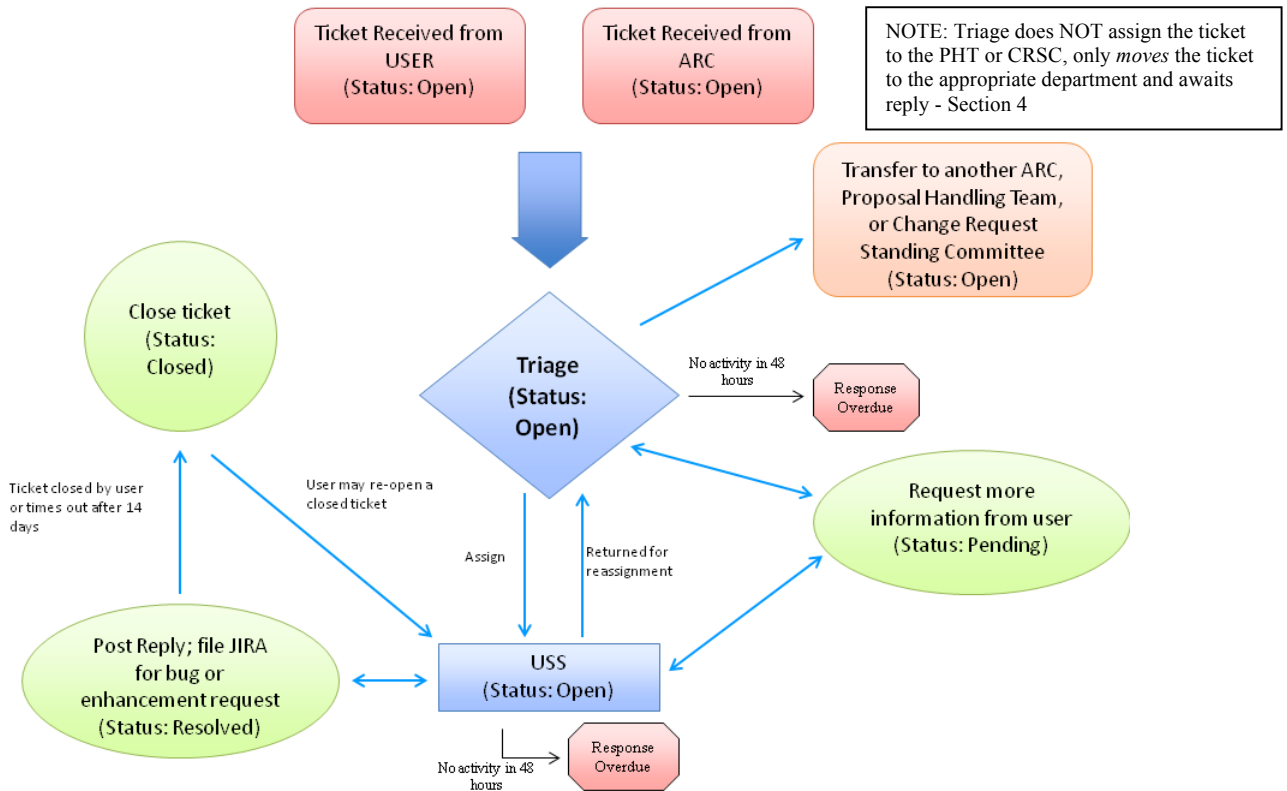 Ticket Received from
USER
(Status: Open)
Ticket Received from
ARC
(Status: Open)
NOTE: Triage does NOT assign the ticket
to the PHT or CRSC, only moves the ticket
to the appropriate department and awaits
reply - Section 4
Transfer to another ARC,
Proposal Handling Team,
or Change Request
Standing Committee
(Status: Open)
Close ticket
(Status:
Closed)
Triage
(Status:
Open)
No activity in 48
hours
Response
Overdue
Ticket closed by user
or times out after 14
days
User may re-open a
closed ticket
Request more
information from user
(Status: Pending)
Assign
Returned for
reassignment
Post Reply; file JIRA
for bug or
enhancement request
(Status: Resolved)
USS
(Status: Open)
No activity in 48
hours
Response
Overdue